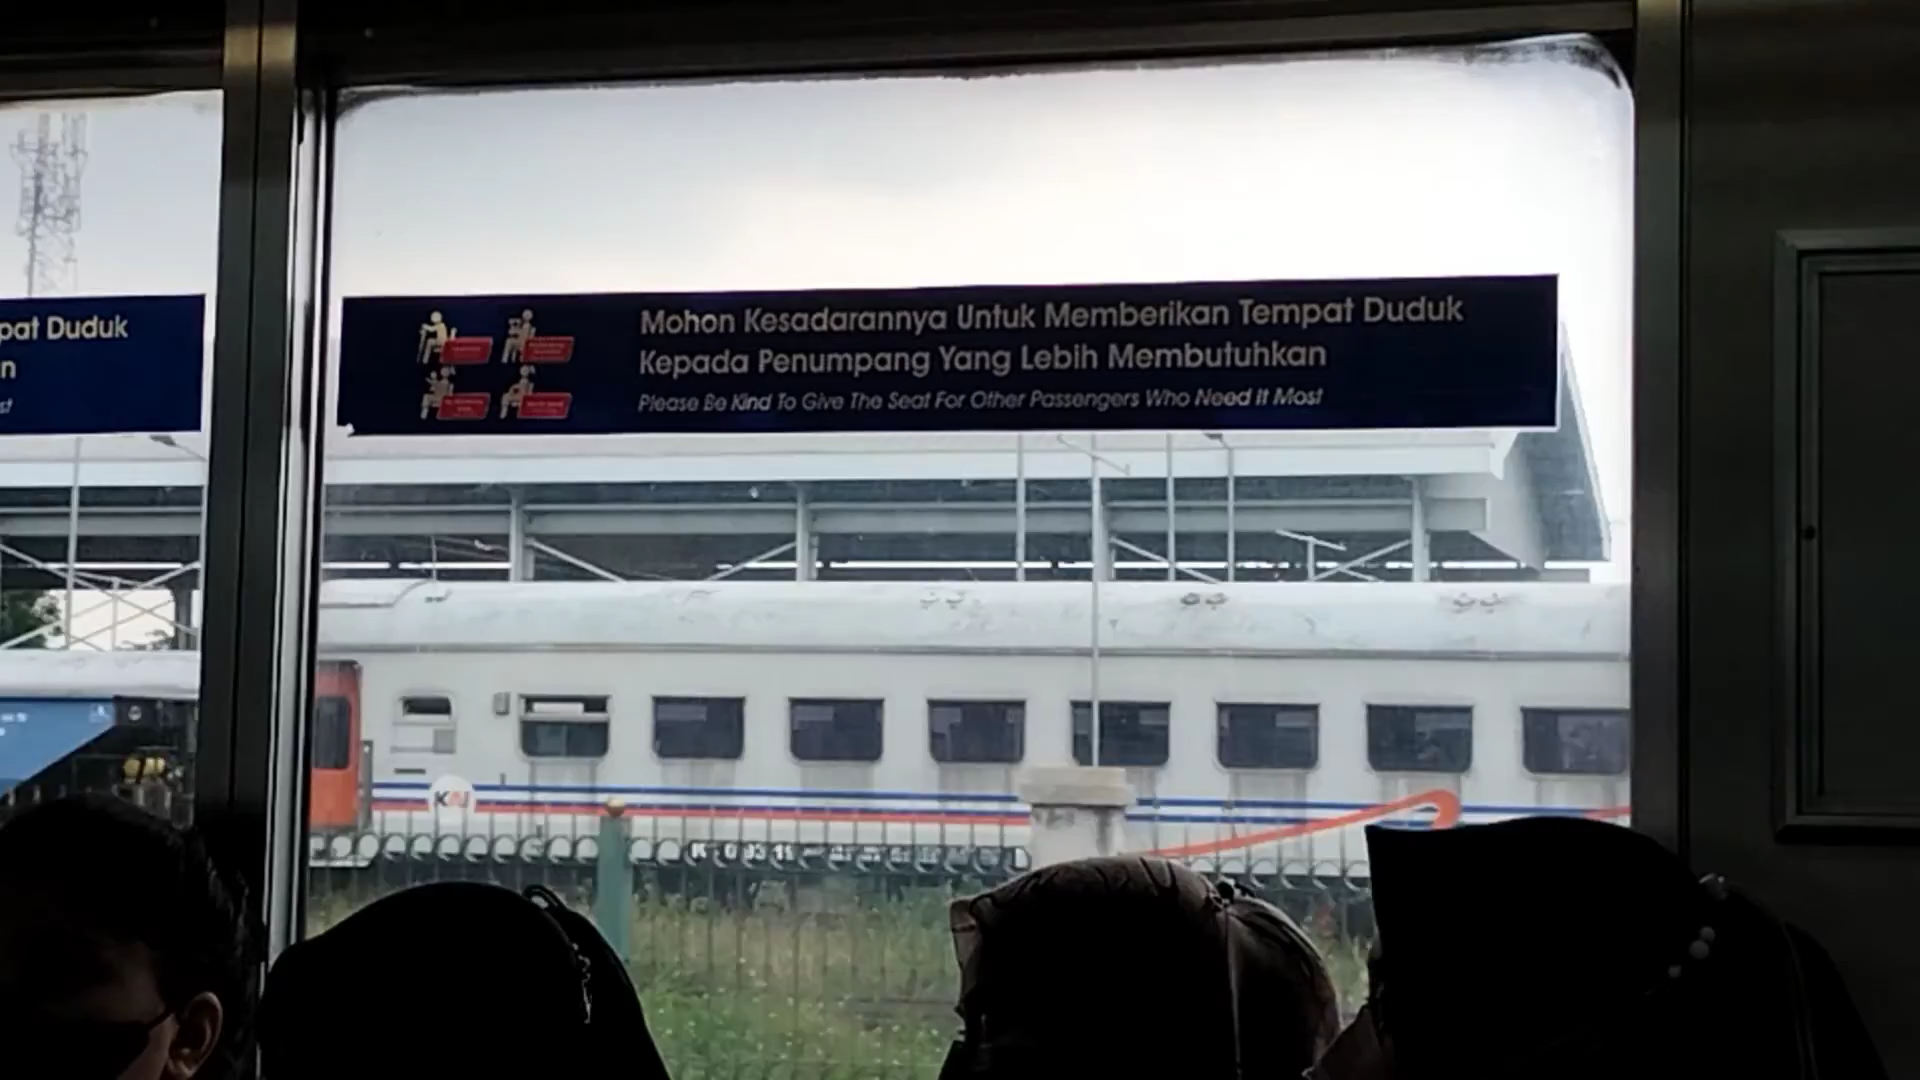 pat Duduk
n
st
Mohon Kesadarannya Untuk Memberikan Tempat Duduk
Kepada Penumpang Yang Lebih Membutuhkan
Please Be Kind To Give The Seat For Other Passengers Who Need It Most
KAI